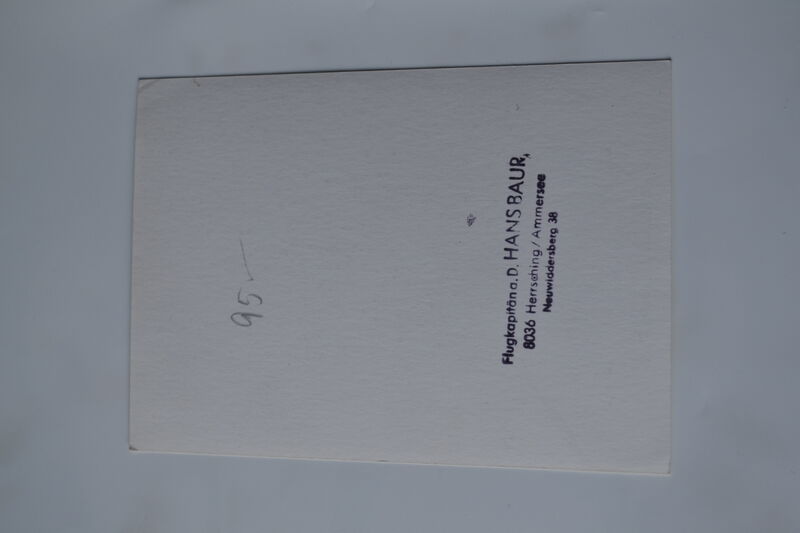 95.—
Flugkapitän a. D. HANS BAUR,
8036 Herrsching / Ammersee
Neuwiddersberg 38